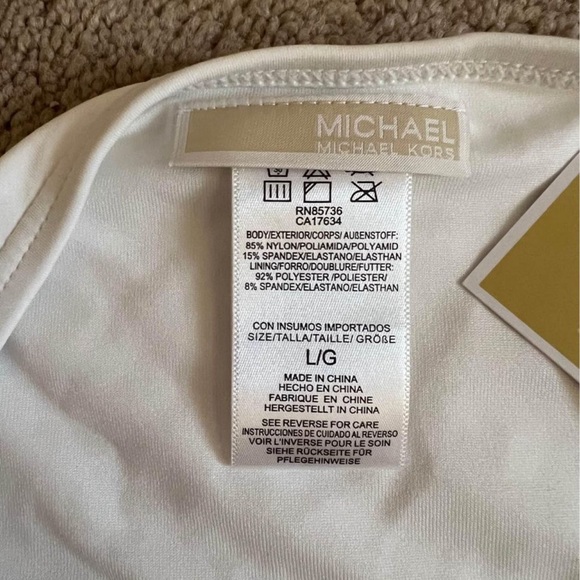 MICHAEL
MICHAEL KORS
RN85736
CA17634
BODY/EXTERIOR/CORPS/ AUßENSTOFF:
85% NYLON/POLIAMIDA/POLYAMID
15% SPANDEX/ELASTANO/ELASTHAN
LINING/FORRO/DOUBLURE/FUTTER:
92% POLYESTER /POLIESTER/
8% SPANDEX/ELASTANO/ELASTHAN
CON INSUMOS IMPORTADOS
SIZE/TALLA/TAILLE/ GRÖßE
L/G
MADE IN CHINA
HECHO EN CHINA
FABRIQUE EN CHINE
HERGESTELLT IN CHINA
SEE REVERSE FOR CARE
INSTRUCCIONES DE CUIDADO AL REVERSO
VOIR L'INVERSE POUR LE SOIN
SIEHE RÜCKSEITE FÜR
PFLEGEHINWEISE